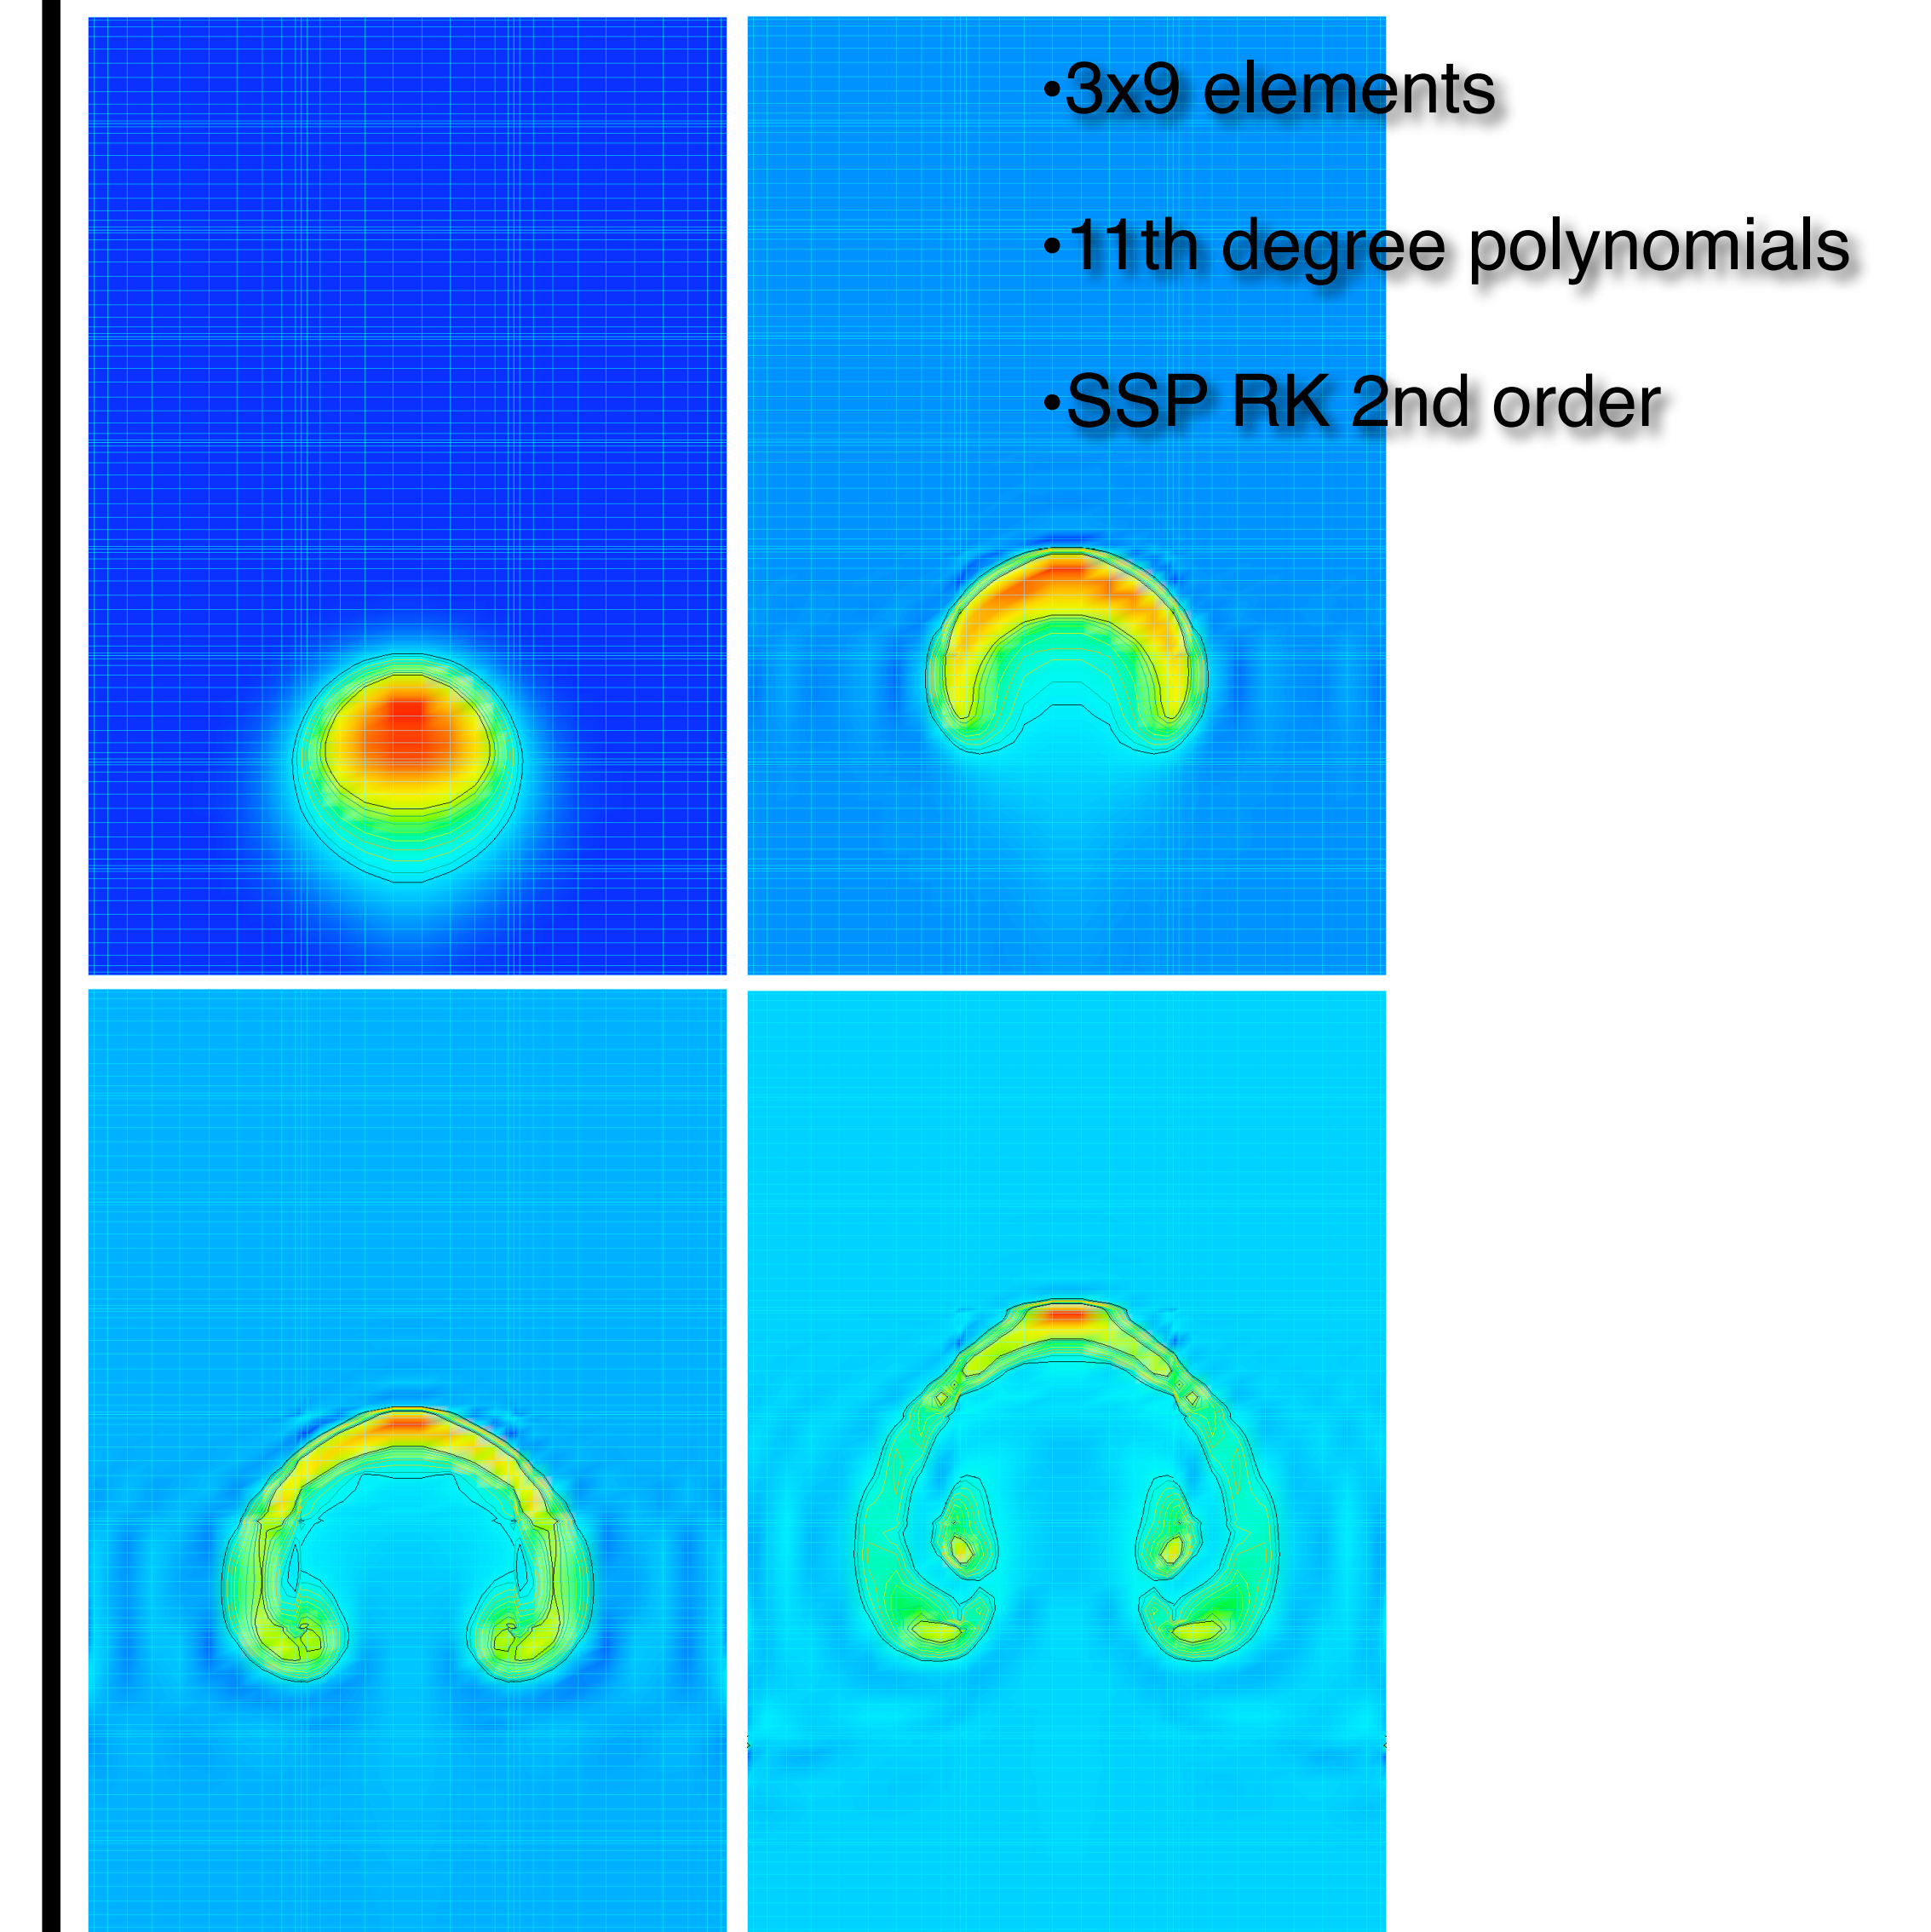 •3x9 elements
•11th degree polynomials
•SSP RK 2nd order